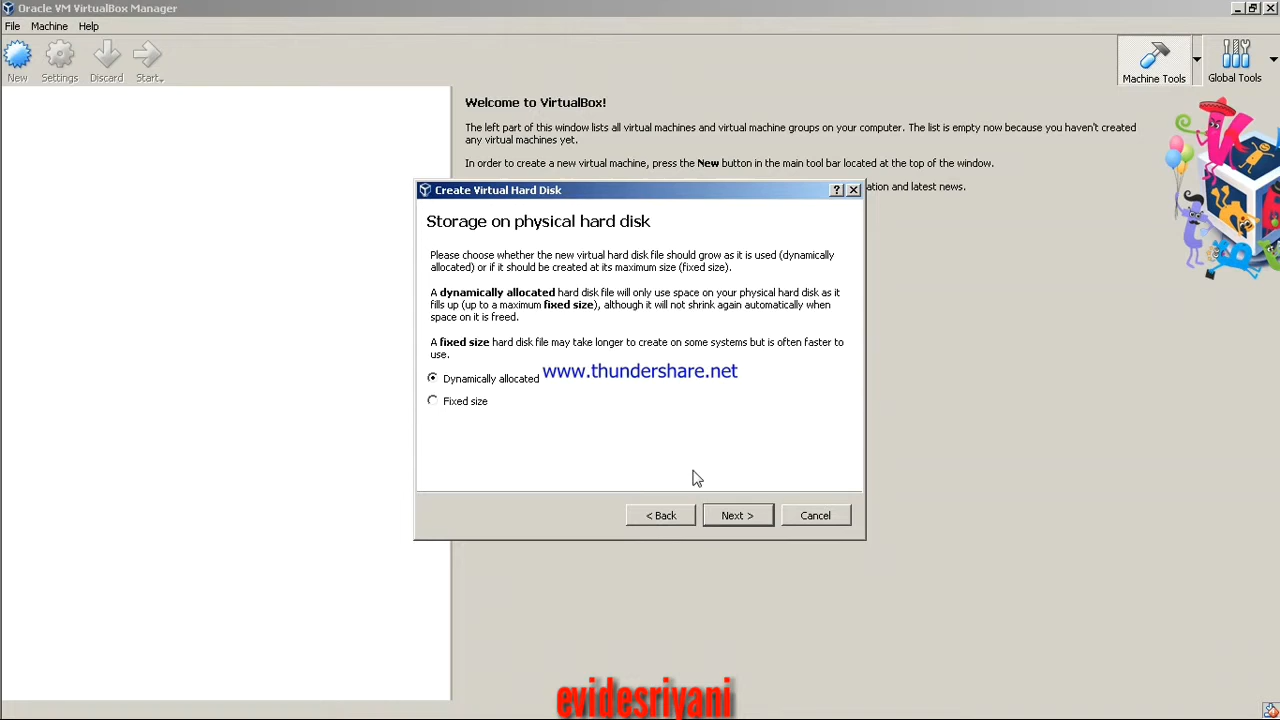 Oracle VM VirtualBox Manager
File Machine Help
New Settings Discard Start
Machine Tools Global Tools
Welcome to VirtualBox!
The left part of this window lists all virtual machines and virtual machine groups on your computer. The list is empty now because you haven't created
any virtual machines yet.
In order to create a new virtual machine, press the New button in the main tool bar located at the top of the window.
ation and latest news.
Create Virtual Hard Disk
Storage on physical hard disk
Please choose whether the new virtual hard disk file should grow as it is used (dynamically
allocated) or if it should be created at its maximum size (fixed size).
A dynamically allocated hard disk file will only use space on your physical hard disk as it
fills up (up to a maximum fixed size), although it will not shrink again automatically when
space on it is freed.
A fixed size hard disk file may take longer to create on some systems but is often faster to
use.
www.thundershare.net
Dynamically allocated
Fixed size
< Back Next > Cancel
evidesriyani